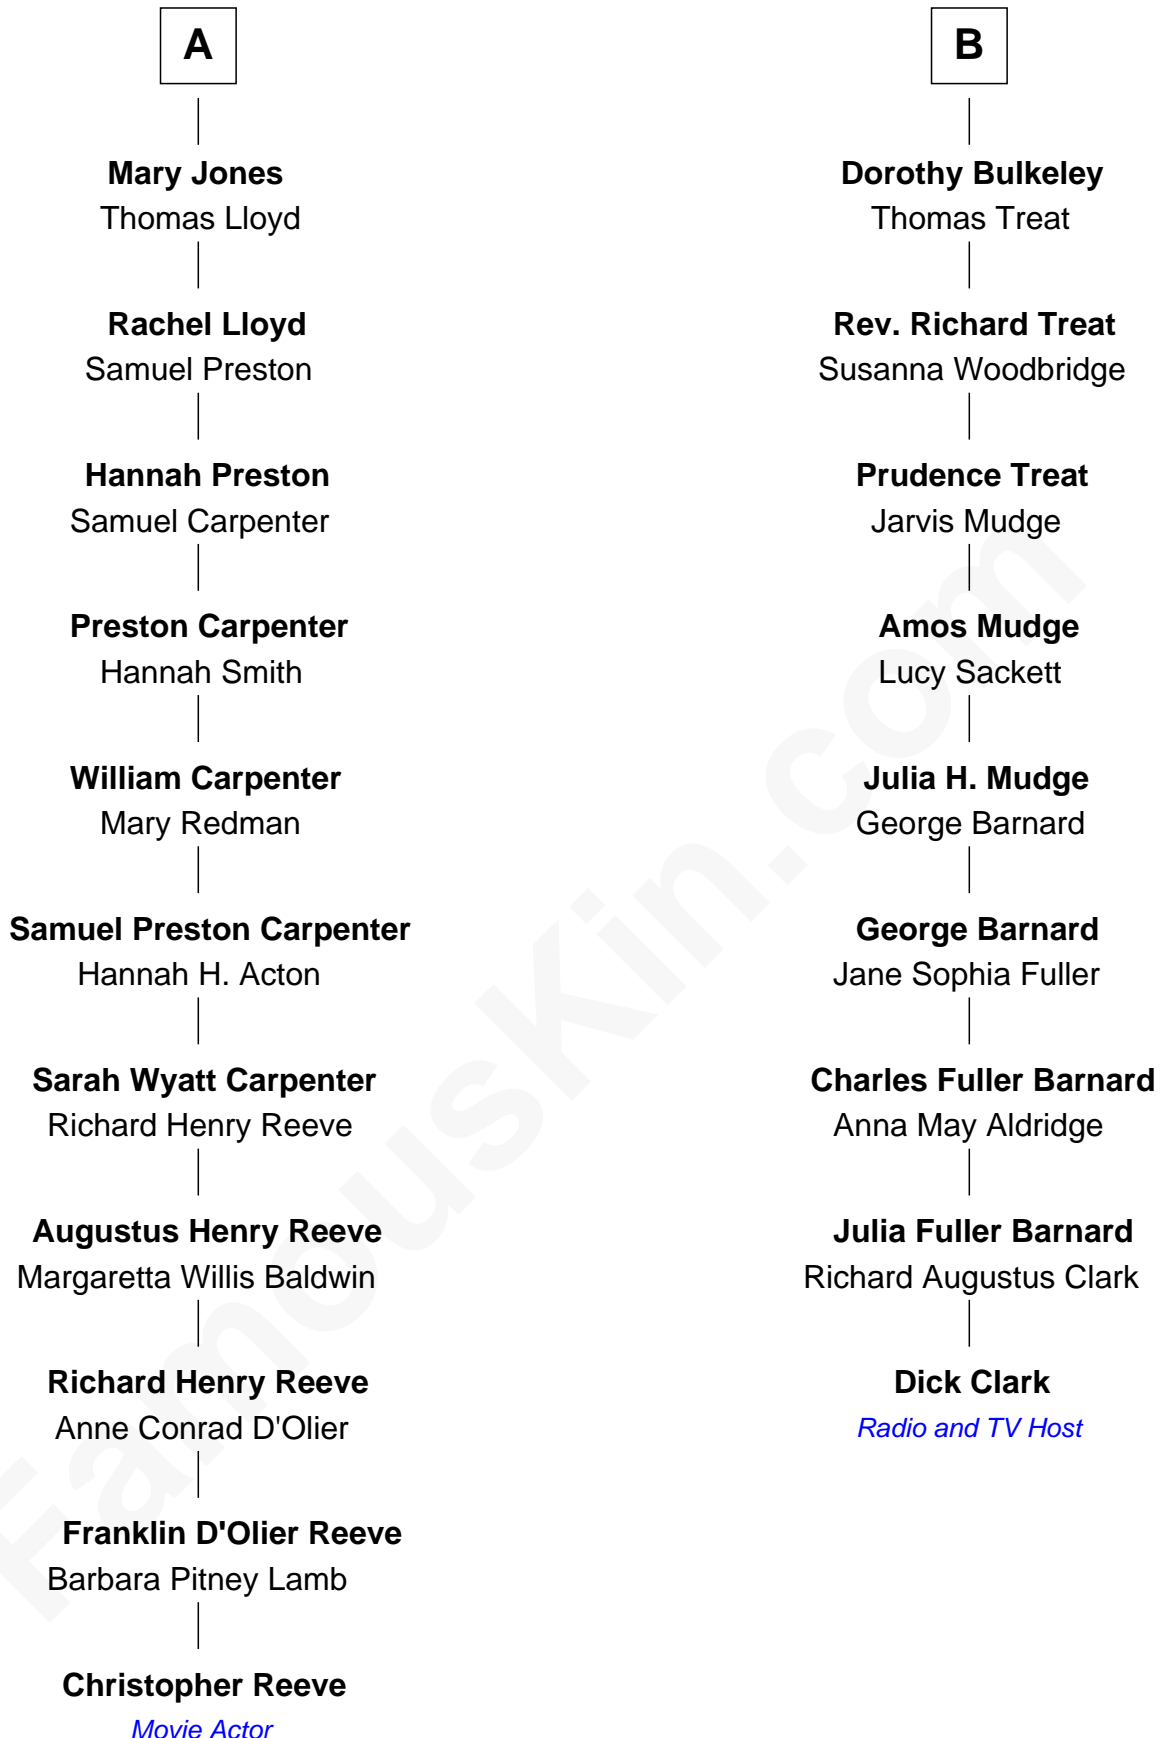 A
Mary Jones
Thomas Lloyd
Rachel Lloyd
Samuel Preston
Hannah Preston
Samuel Carpenter
Preston Carpenter
Hannah Smith
William Carpenter
Mary Redman
Samuel Preston Carpenter
Hannah H. Acton
Sarah Wyatt Carpenter
Richard Henry Reeve
Augustus Henry Reeve
Margaretta Willis Baldwin
Richard Henry Reeve
Anne Conrad D'Olier
Franklin D'Olier Reeve
Barbara Pitney Lamb
Christopher Reeve
Movie Actor
B
Dorothy Bulkeley
Thomas Treat
Rev. Richard Treat
Susanna Woodbridge
Prudence Treat
Jarvis Mudge
Amos Mudge
Lucy Sackett
Julia H. Mudge
George Barnard
George Barnard
Jane Sophia Fuller
Charles Fuller Barnard
Anna May Aldridge
Julia Fuller Barnard
Richard Augustus Clark
Dick Clark
Radio and TV Host
FamousKin.com